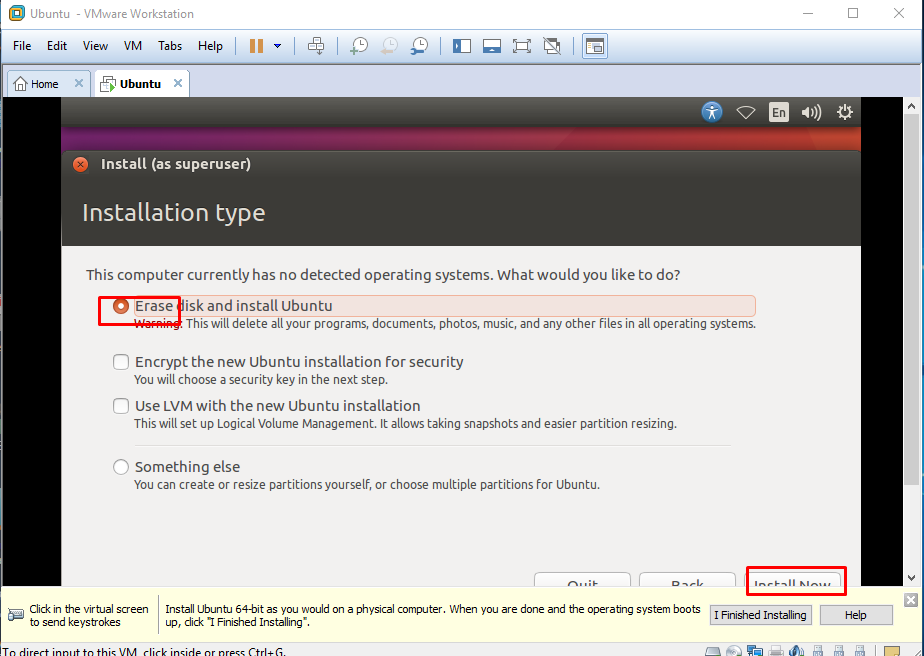 Ubuntu - VMware Workstation
File Edit View VM Tabs Help
Home Ubuntu
En
Install (as superuser)
Installation type
This computer currently has no detected operating systems. What would you like to do?
Erase disk and install Ubuntu
Warning: This will delete all your programs, documents, photos, music, and any other files in all operating systems.
Encrypt the new Ubuntu installation for security
You will choose a security key in the next step.
Use LVM with the new Ubuntu installation
This will set up Logical Volume Management. It allows taking snapshots and easier partition resizing.
Something else
You can create or resize partitions yourself, or choose multiple partitions for Ubuntu.
Quit Back Install Now
Click in the virtual screen
to send keystrokes
Install Ubuntu 64-bit as you would on a physical computer. When you are done and the operating system boots
up, click "I Finished Installing".
I Finished Installing Help
To direct input to this VM, click inside or press Ctrl+G.